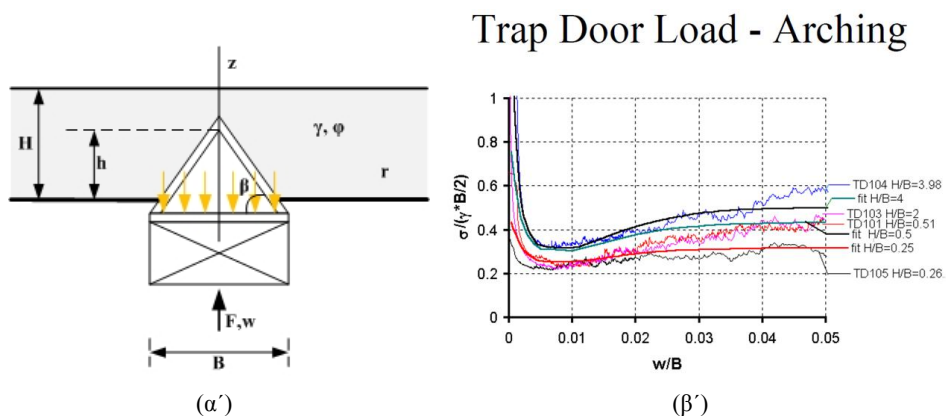 Trap Door Load - Arching
z
H
h
γ, φ
r
β
F,w
B
σ/(γ*B/2)
1
0.8
0.6
0.4
0.2
0
0
0.01
0.02
0.03
0.04
0.05
w/B
TD104 H/B=3.98
fit H/B=4
TD103 H/B=2
TD101 H/B=0.51
fit H/B=0.5
fit H/B=0.25
TD105 H/B=0.26.
(α΄)
(β΄)